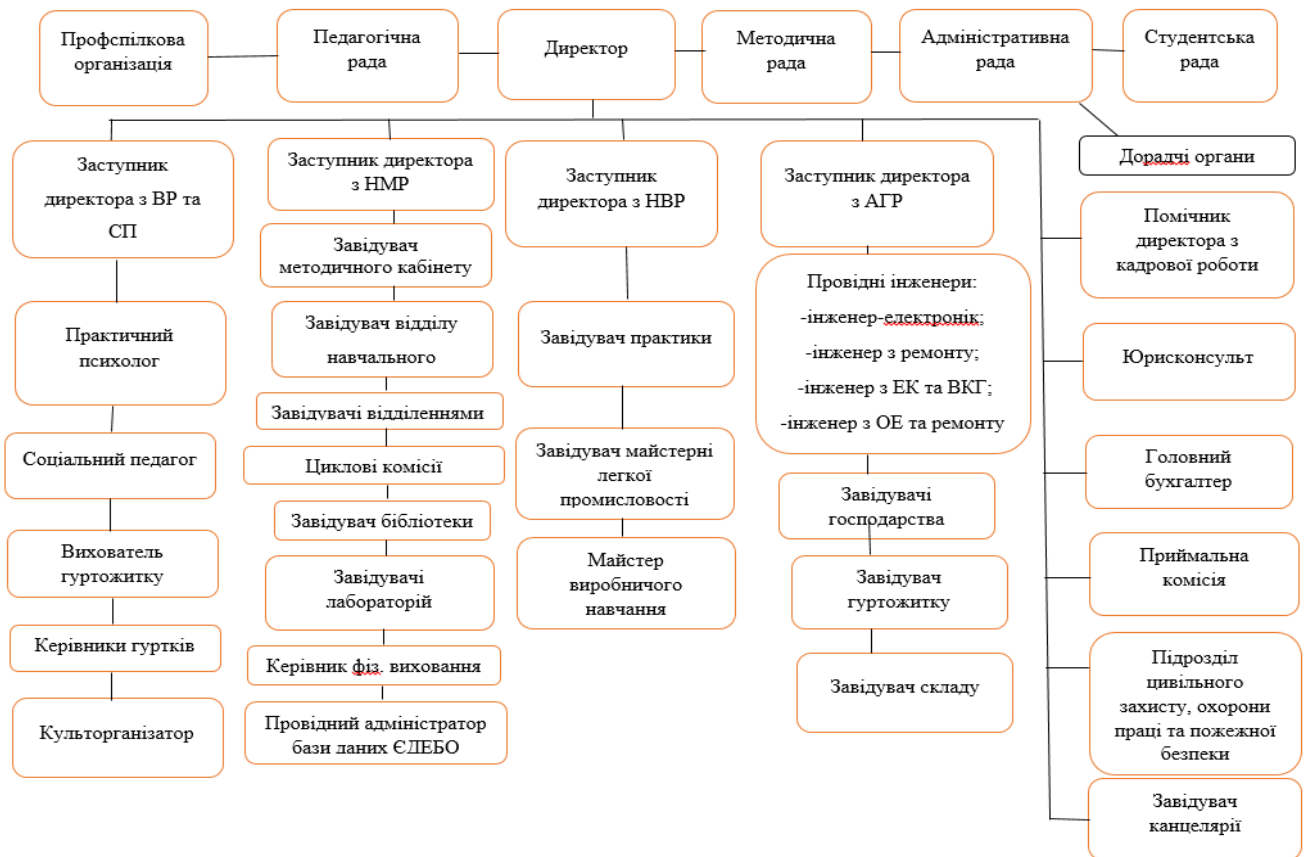 Профспілкова
організація
Педагогічна
рада
Директор
Методична
рада
Адміністративна
рада
Студентська
рада
Дорадчі органи
Заступник
директора з ВР та
СП
Практичний
психолог
Соціальний педагог
Вихователь
гуртожитку
Керівники гуртків
Культорганізатор
Заступник директора
з НМР
Завідувач
методичного кабінету
Завідувач відділу
навчального
Завідувачі відділеннями
Циклові комісії
Завідувач бібліотеки
Завідувачі
лабораторій
Керівник фіз. виховання
Провідний адміністратор
бази даних ЄДЕБО
Заступник
директора з НВР
Завідувач практики
Завідувач майстерні
легкої
промисловості
Майстер
виробничого
навчання
Заступник директора
з АГР
Провідні інженери:
-інженер-електронік;
-інженер з ремонту;
-інженер з ЕК та ВКГ;
-інженер з ОЕ та ремонту
Завідувачі
господарства
Завідувач
гуртожитку
Завідувач складу
Помічник
директора з
кадрової роботи
Юрисконсульт
Головний
бухгалтер
Приймальна
комісія
Підрозділ
цивільного
захисту, охорони
праці та пожежної
безпеки
Завідувач
канцелярії